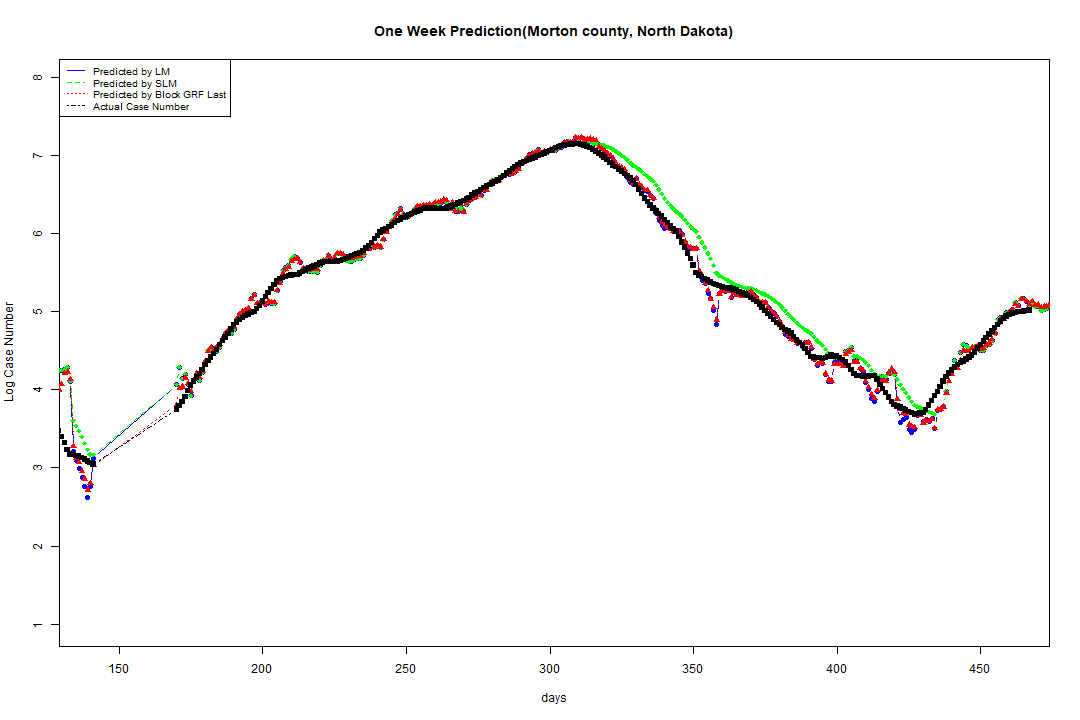 One Week Prediction(Morton county, North Dakota)
Predicted by LM
Predicted by SLM
Predicted by Block GRF Last
Actual Case Number
8
7
6
5
4
3
2
1
Log Case Number
150 200 250 300 350 400 450
days